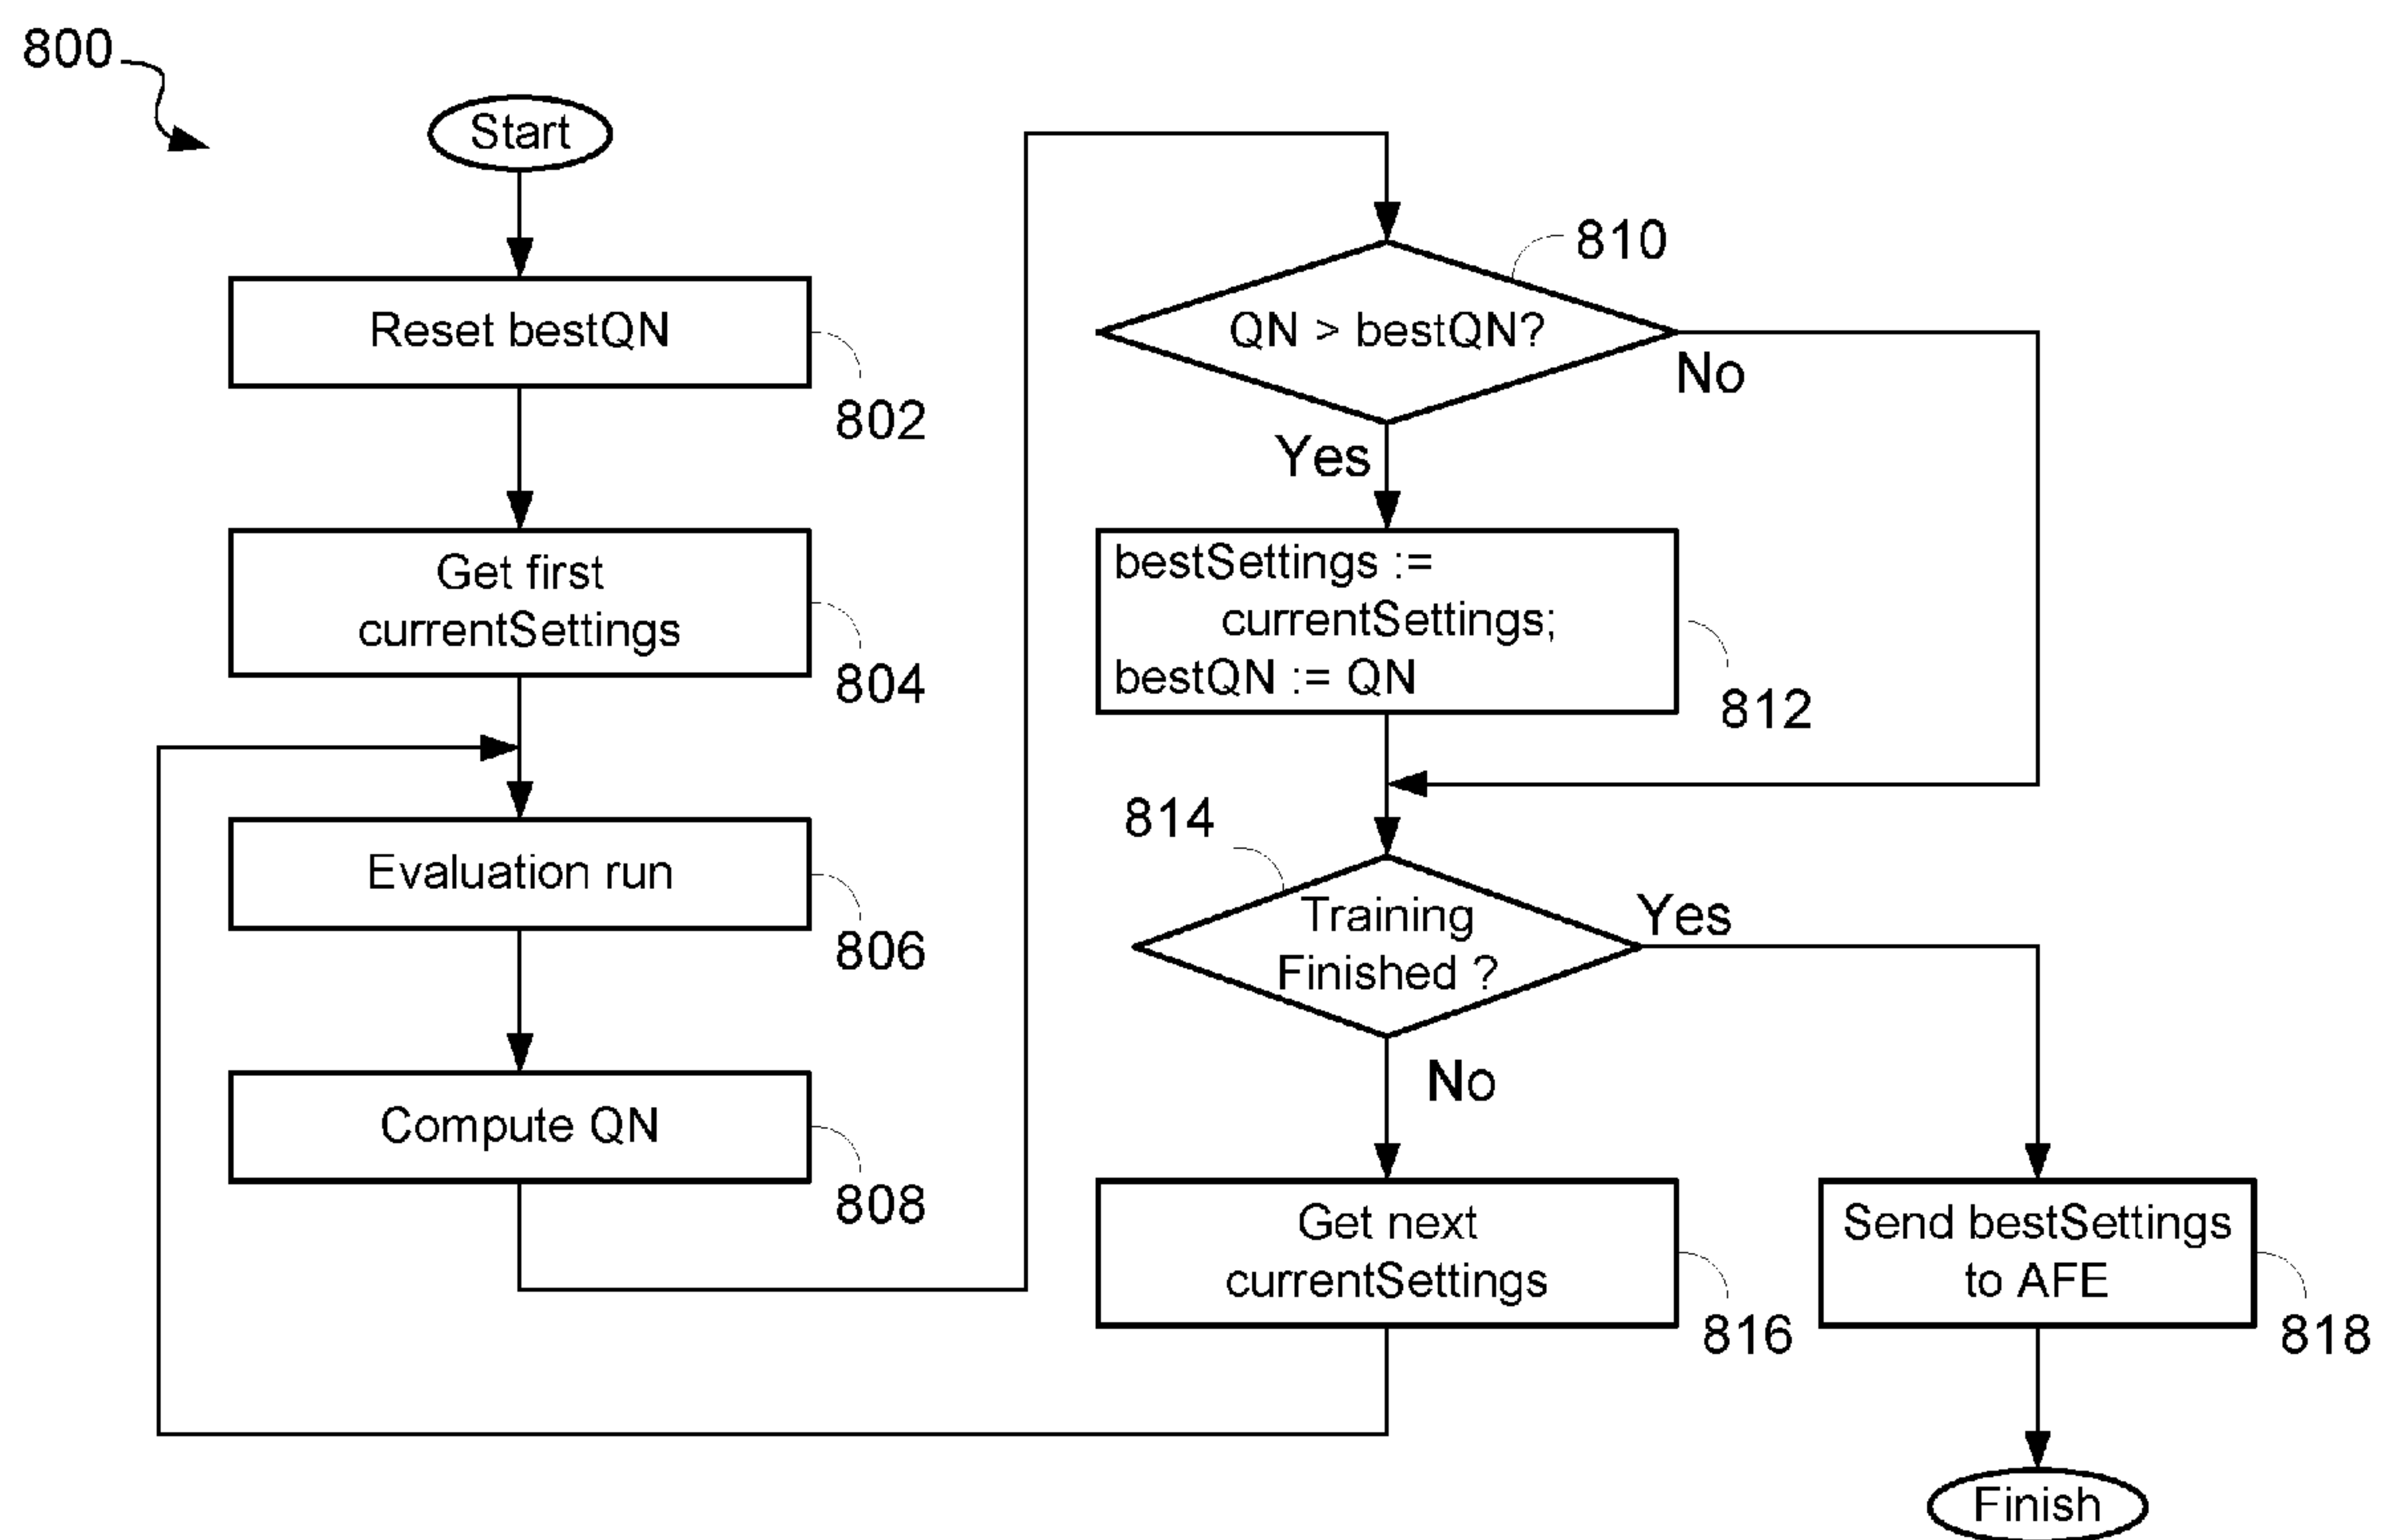 800
Start
Reset bestQN
802
Get first
currentSettings
804
Evaluation run
806
Compute QN
808
QN > bestQN?
810
No
Yes
bestSettings :=
currentSettings;
bestQN := QN
812
814
Training
Finished ?
Yes
No
Get next
currentSettings
816
Send bestSettings
to AFE
818
Finish